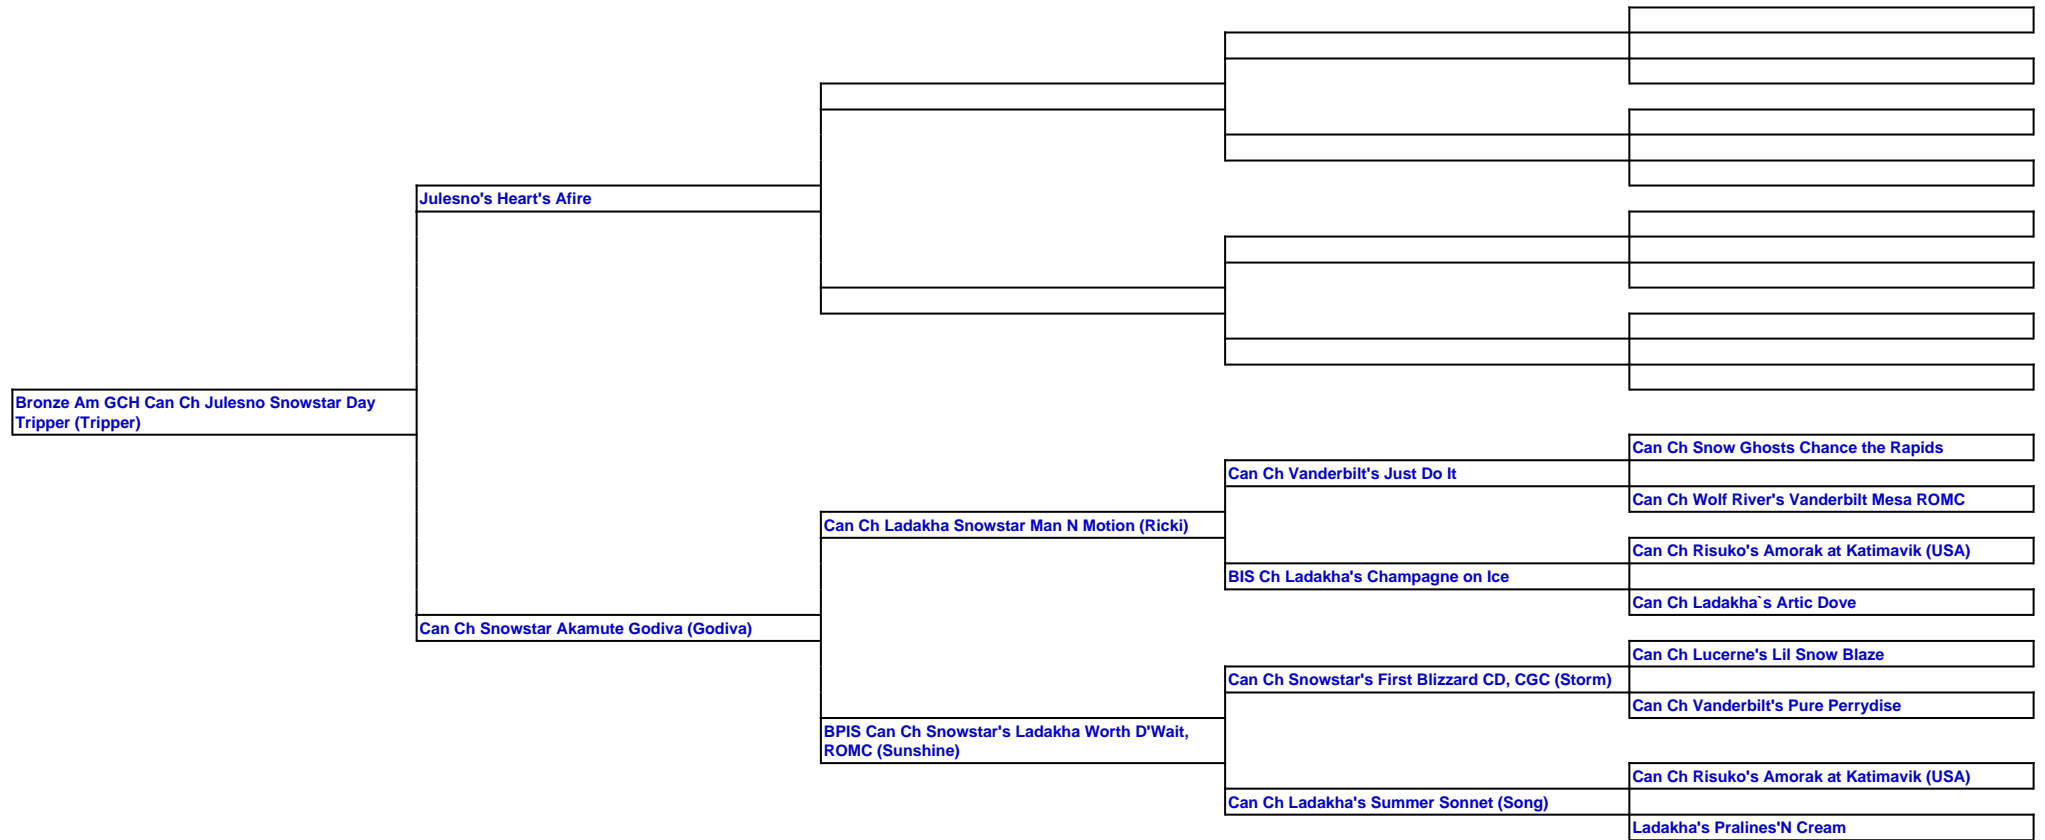 Julesno's Heart's Afire
Bronze Am GCH Can Ch Julesno Snowstar Day
Tripper (Tripper)
Can Ch Snow Ghosts Chance the Rapids
Can Ch Vanderbilt's Just Do It
Can Ch Wolf River's Vanderbilt Mesa ROMC
Can Ch Ladakha Snowstar Man N Motion (Ricki)
Can Ch Risuko's Amorak at Katimavik (USA)
BIS Ch Ladakha's Champagne on Ice
Can Ch Ladakha`s Artic Dove
Can Ch Snowstar Akamute Godiva (Godiva)
Can Ch Lucerne's Lil Snow Blaze
Can Ch Snowstar's First Blizzard CD, CGC (Storm)
Can Ch Vanderbilt's Pure Perrydise
BPIS Can Ch Snowstar's Ladakha Worth D'Wait,
ROMC (Sunshine)
Can Ch Risuko's Amorak at Katimavik (USA)
Can Ch Ladakha's Summer Sonnet (Song)
Ladakha's Pralines'N Cream